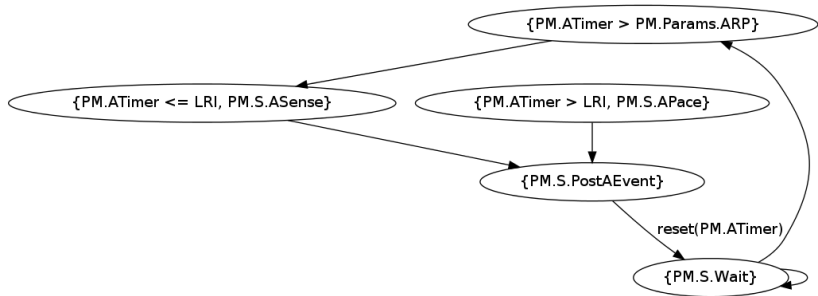 {PM.ATimer > PM.Params.ARP}
{PM.ATimer <= LRI, PM.S.ASense}
{PM.ATimer > LRI, PM.S.APace}
{PM.S.PostAEvent}
reset(PM.ATimer)
{PM.S.Wait}